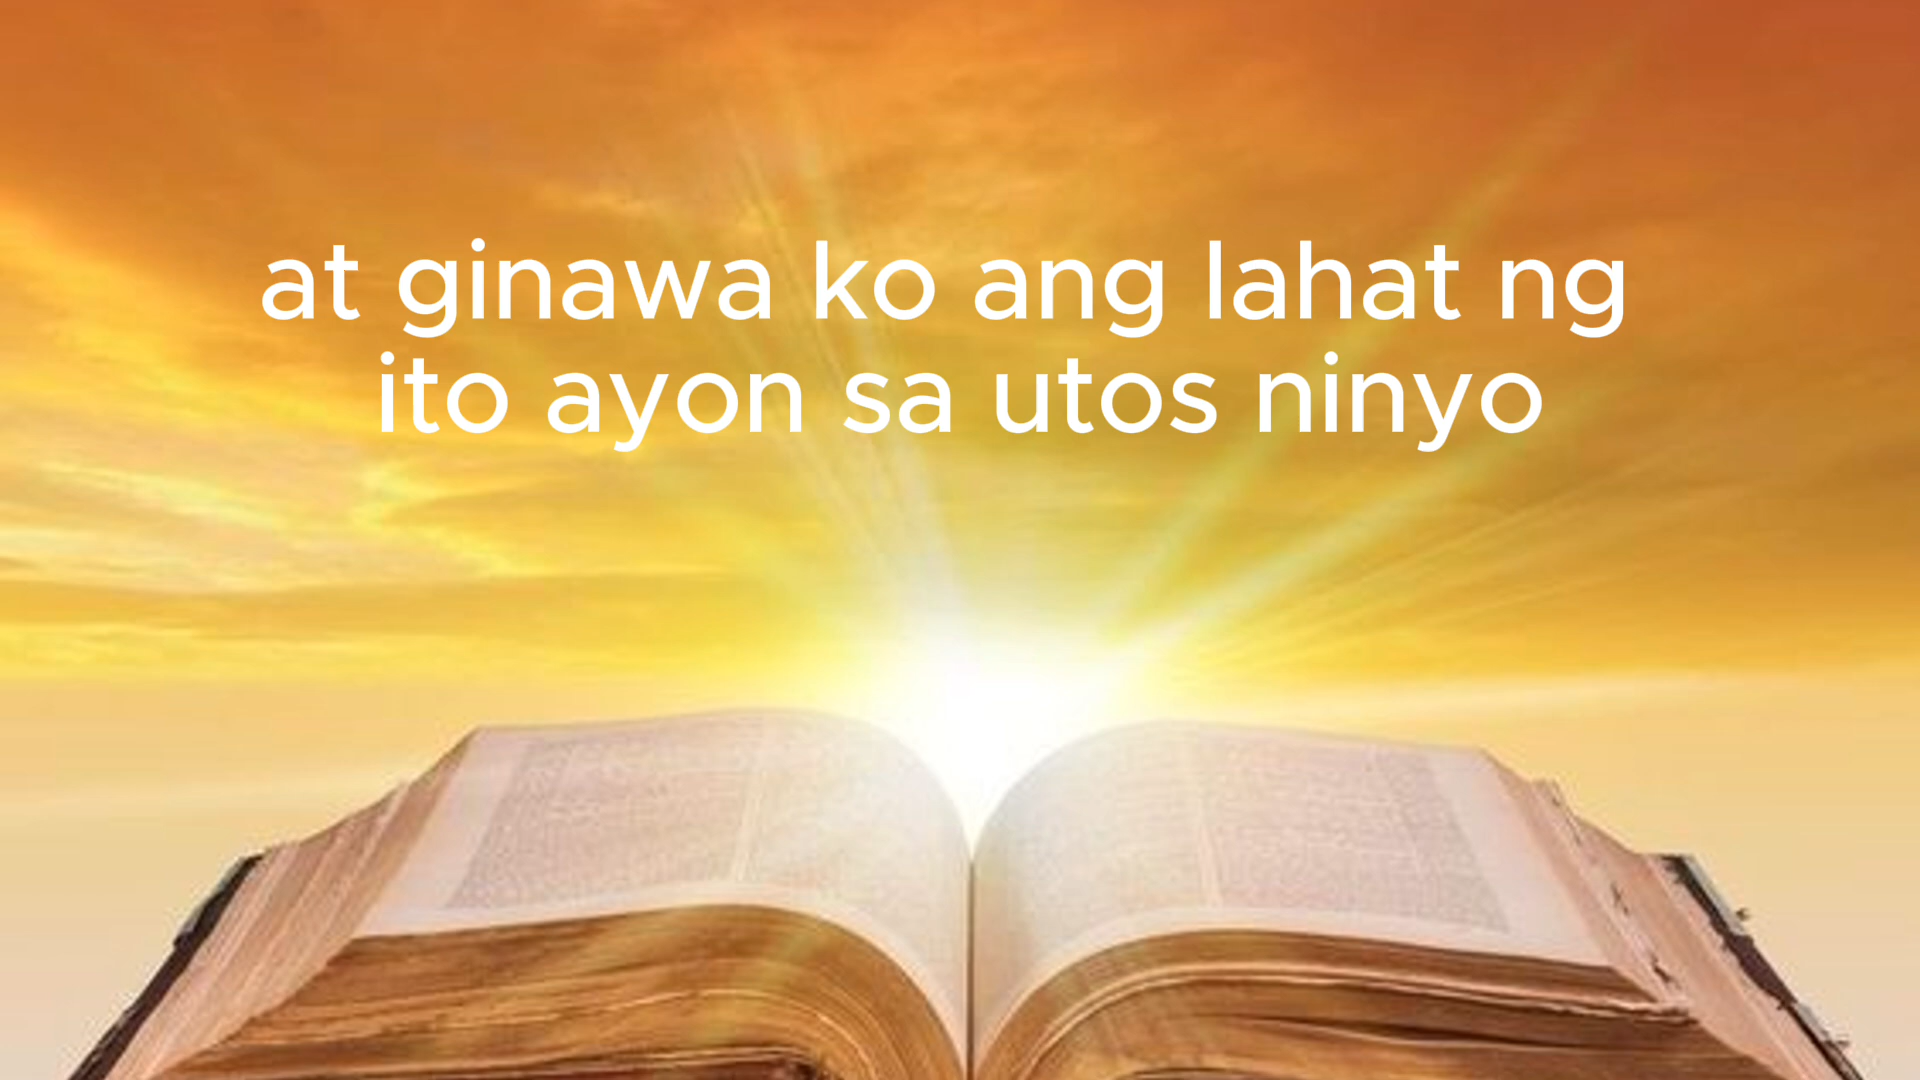 at ginawa ko ang lahat ng
ito ayon sa utos ninyo